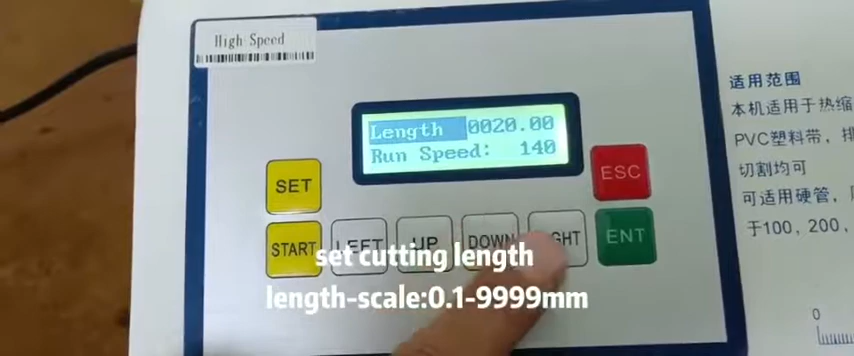 High Speed
Length 0020.00
Run Speed: 140
SET
ESC
START LEFT UP DOWN RIGHT ENT
set cutting length
length-scale:0.1-9999mm
适用范围
本机适用于热缩
PVC塑料带,
切割均可
可适用硬管,
于100, 200,
0